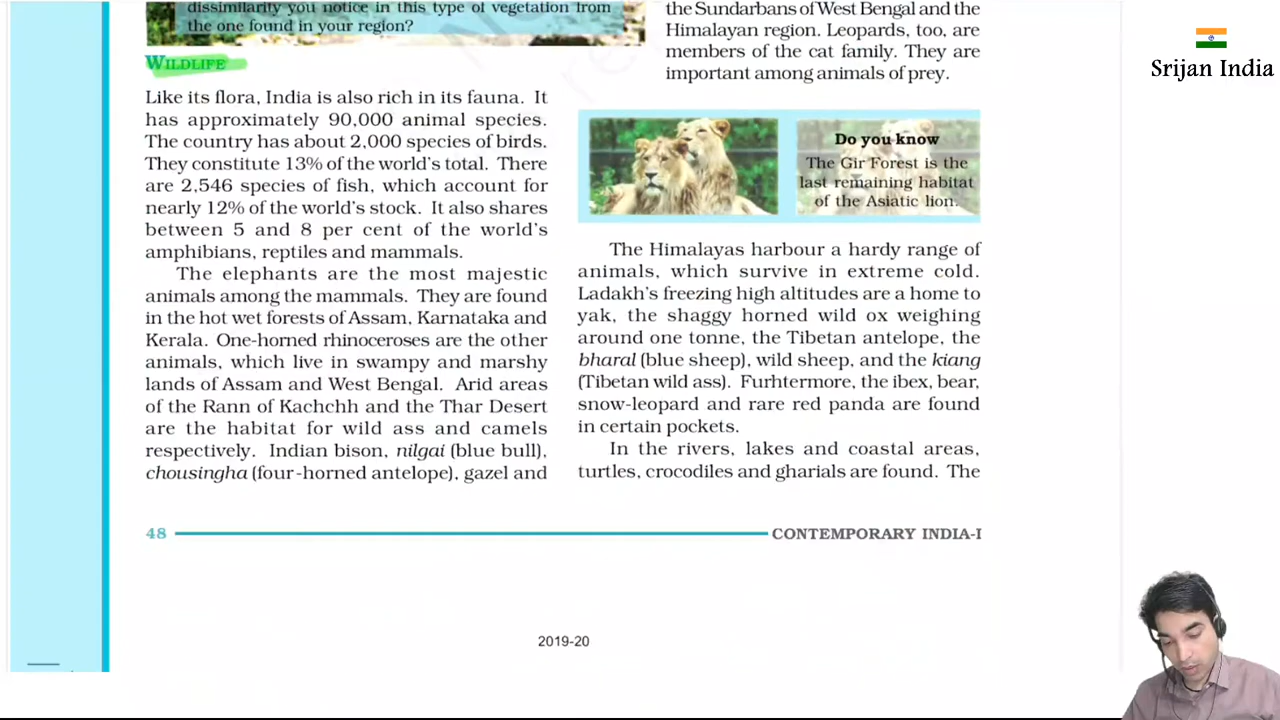 dissimilarity you notice in this type of vegetation from
the one found in your region?
WILDLIFE
Like its flora, India is also rich in its fauna. It
has approximately 90,000 animal species.
The country has about 2,000 species of birds.
They constitute 13% of the world's total. There
are 2,546 species of fish, which account for
nearly 12% of the world's stock. It also shares
between 5 and 8 per cent of the world's
amphibians, reptiles and mammals.
The elephants are the most majestic
animals among the mammals. They are found
in the hot wet forests of Assam, Karnataka and
Kerala. One-horned rhinoceroses are the other
animals, which live in swampy and marshy
lands of Assam and West Bengal. Arid areas
of the Rann of Kachchh and the Thar Desert
are the habitat for wild ass and camels
respectively. Indian bison, nilgai (blue bull),
chousingha (four-horned antelope), gazel and
the Sundarbans of West Bengal and the
Himalayan region. Leopards, too, are
members of the cat family. They are
important among animals of prey.
Do you know
The Gir Forest is the
last remaining habitat
of the Asiatic lion.
The Himalayas harbour a hardy range of
animals, which survive in extreme cold.
Ladakh's freezing high altitudes are a home to
yak, the shaggy horned wild ox weighing
around one tonne, the Tibetan antelope, the
bharal (blue sheep), wild sheep, and the kiang
(Tibetan wild ass). Furhtermore, the ibex, bear,
snow-leopard and rare red panda are found
in certain pockets.
In the rivers, lakes and coastal areas,
turtles, crocodiles and gharials are found. The
48
CONTEMPORARY INDIA-I
2019-20
Srijan India